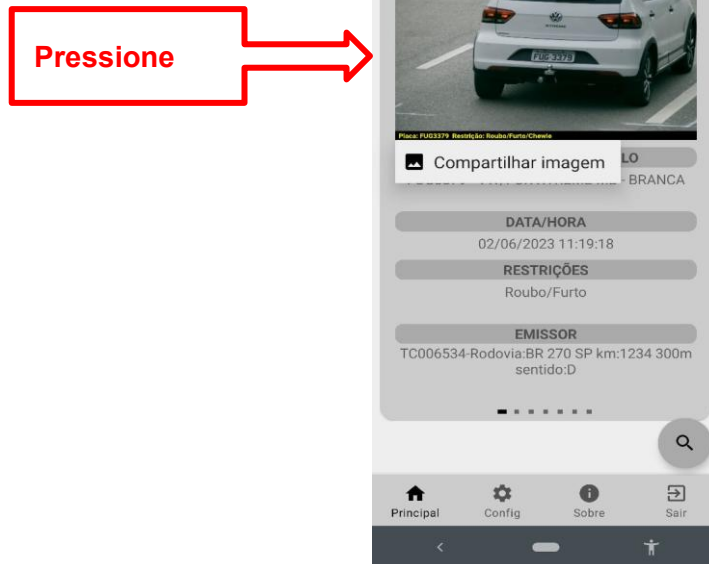 Pressione
FUG-3379
Placa: FUG3379 Restrição: Roubo/Furto/Chewie
Compartilhar imagem
LO
- BRANCA
DATA/HORA
02/06/2023 11:19:18
RESTRIÇÕES
Roubo/Furto
EMISSOR
TC006534-Rodovia:BR 270 SP km:1234 300m
sentido:D
Principal
Config
Sobre
Sair